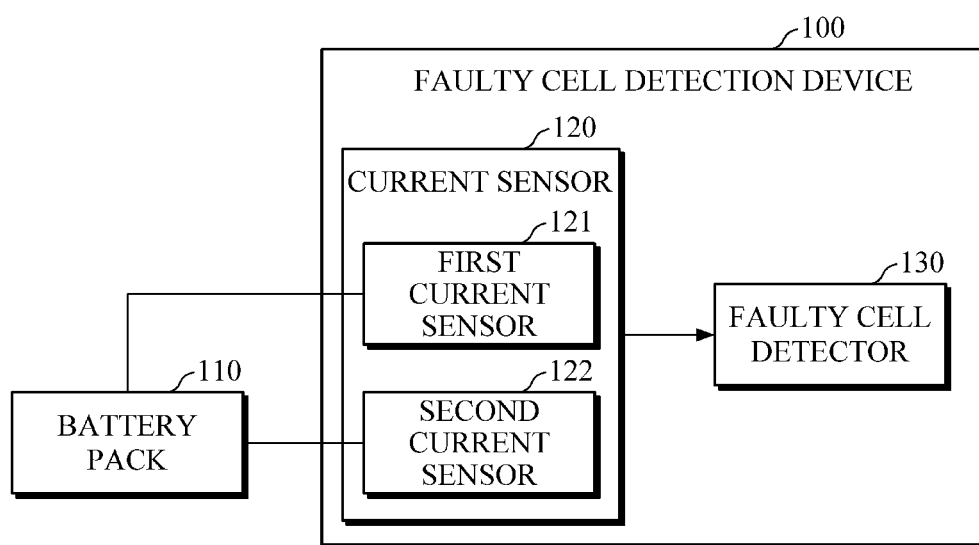 100
FAULTY CELL DETECTION DEVICE
120
CURRENT SENSOR
121
FIRST
CURRENT
SENSOR
130
FAULTY CELL
DETECTOR
110
BATTERY
PACK
122
SECOND
CURRENT
SENSOR